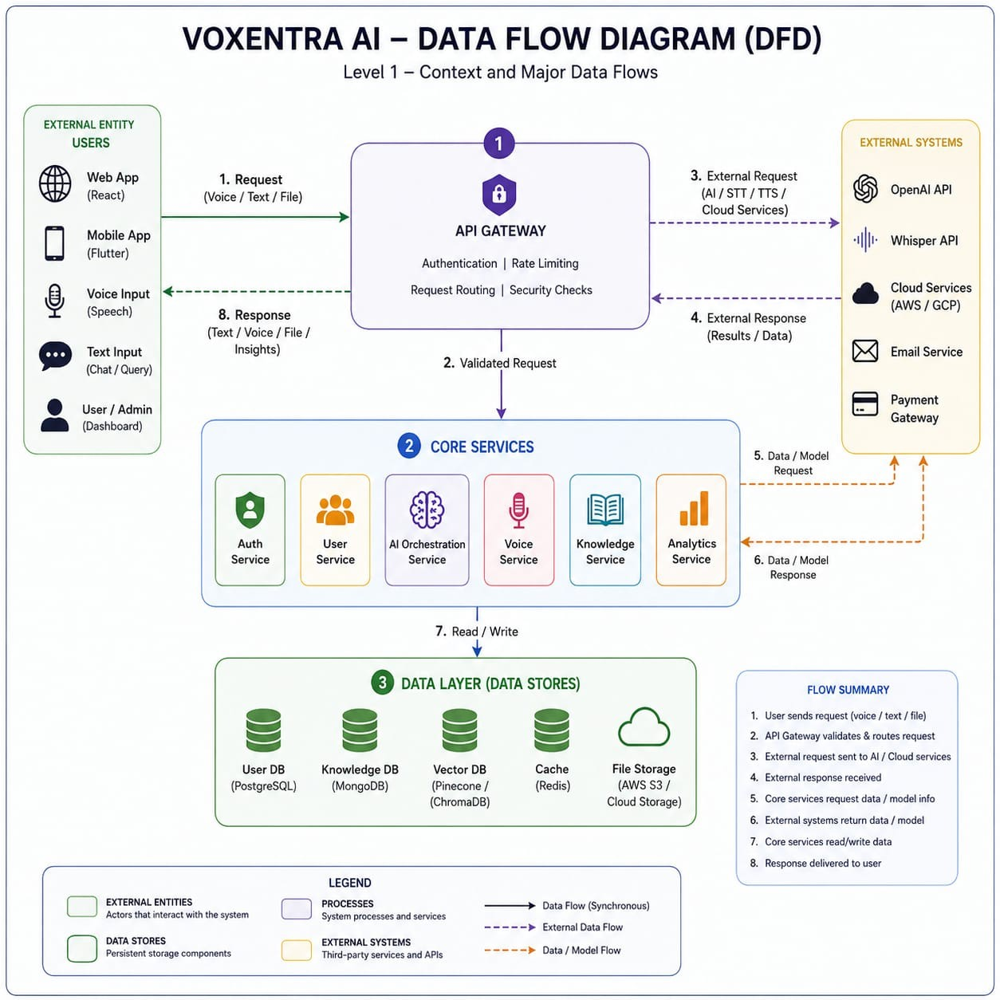 VOXENTRA AI – DATA FLOW DIAGRAM (DFD)
Level 1 – Context and Major Data Flows
EXTERNAL ENTITY
USERS
Web App
(React)
Mobile App
(Flutter)
Voice Input
(Speech)
Text Input
(Chat / Query)
User / Admin
(Dashboard)
1. Request
(Voice / Text / File)
8. Response
(Text / Voice / File /
Insights)
1
API GATEWAY
Authentication | Rate Limiting
Request Routing | Security Checks
3. External Request
(AI / STT / TTS /
Cloud Services)
4. External Response
(Results / Data)
EXTERNAL SYSTEMS
OpenAI API
Whisper API
Cloud Services
(AWS / GCP)
Email Service
Payment
Gateway
2. Validated Request
2 CORE SERVICES
Auth
Service
User
Service
AI Orchestration
Service
Voice
Service
Knowledge
Service
Analytics
Service
5. Data / Model
Request
6. Data / Model
Response
7. Read / Write
3 DATA LAYER (DATA STORES)
User DB
(PostgreSQL)
Knowledge DB
(MongoDB)
Vector DB
(Pinecone /
(ChromaDB)
Cache
(Redis)
File Storage
(AWS S3 /
Cloud Storage)
FLOW SUMMARY
1. User sends request (voice / text / file)
2. API Gateway validates & routes request
3. External request sent to AI / Cloud services
4. External response received
5. Core services request data / model info
6. External systems return data / model
7. Core services read/write data
8. Response delivered to user
LEGEND
EXTERNAL ENTITIES
Actors that interact with the system
DATA STORES
Persistent storage components
PROCESSES
System processes and services
EXTERNAL SYSTEMS
Third-party services and APIs
Data Flow (Synchronous)
External Data Flow
Data / Model Flow